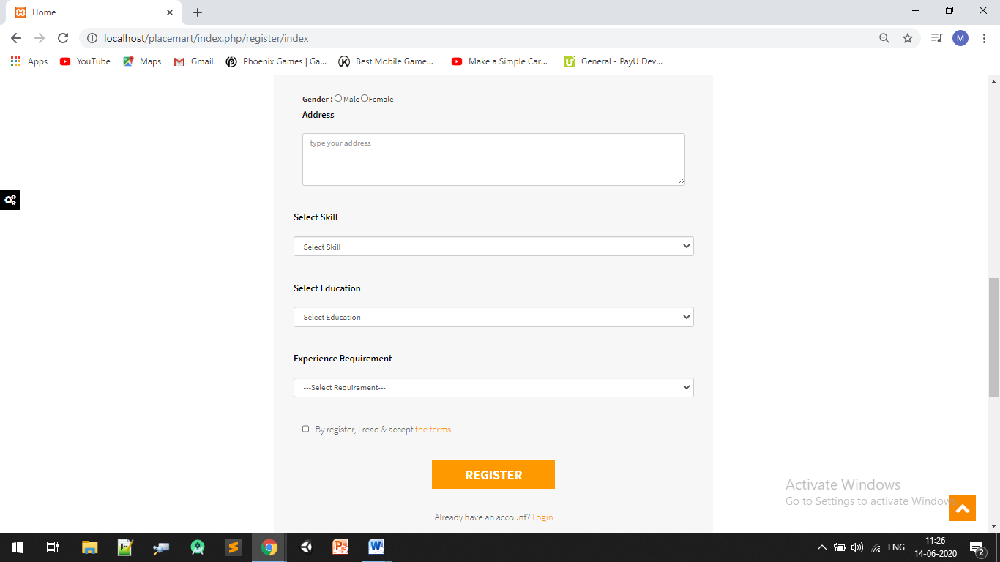 Home
localhost/placemart/index.php/register/index
M
Apps YouTube Maps Gmail Phoenix Games | Ga... Best Mobile Game... Make a Simple Car... General - PayU Dev...
Gender : Male Female
Address
type your address
Select Skill
Select Skill
Select Education
Select Education
Experience Requirement
---Select Requirement---
By register, I read & accept the terms
REGISTER
Already have an account? Login
Activate Windows
Go to Settings to activate Windows
ENG
11:26
14-06-2020
2